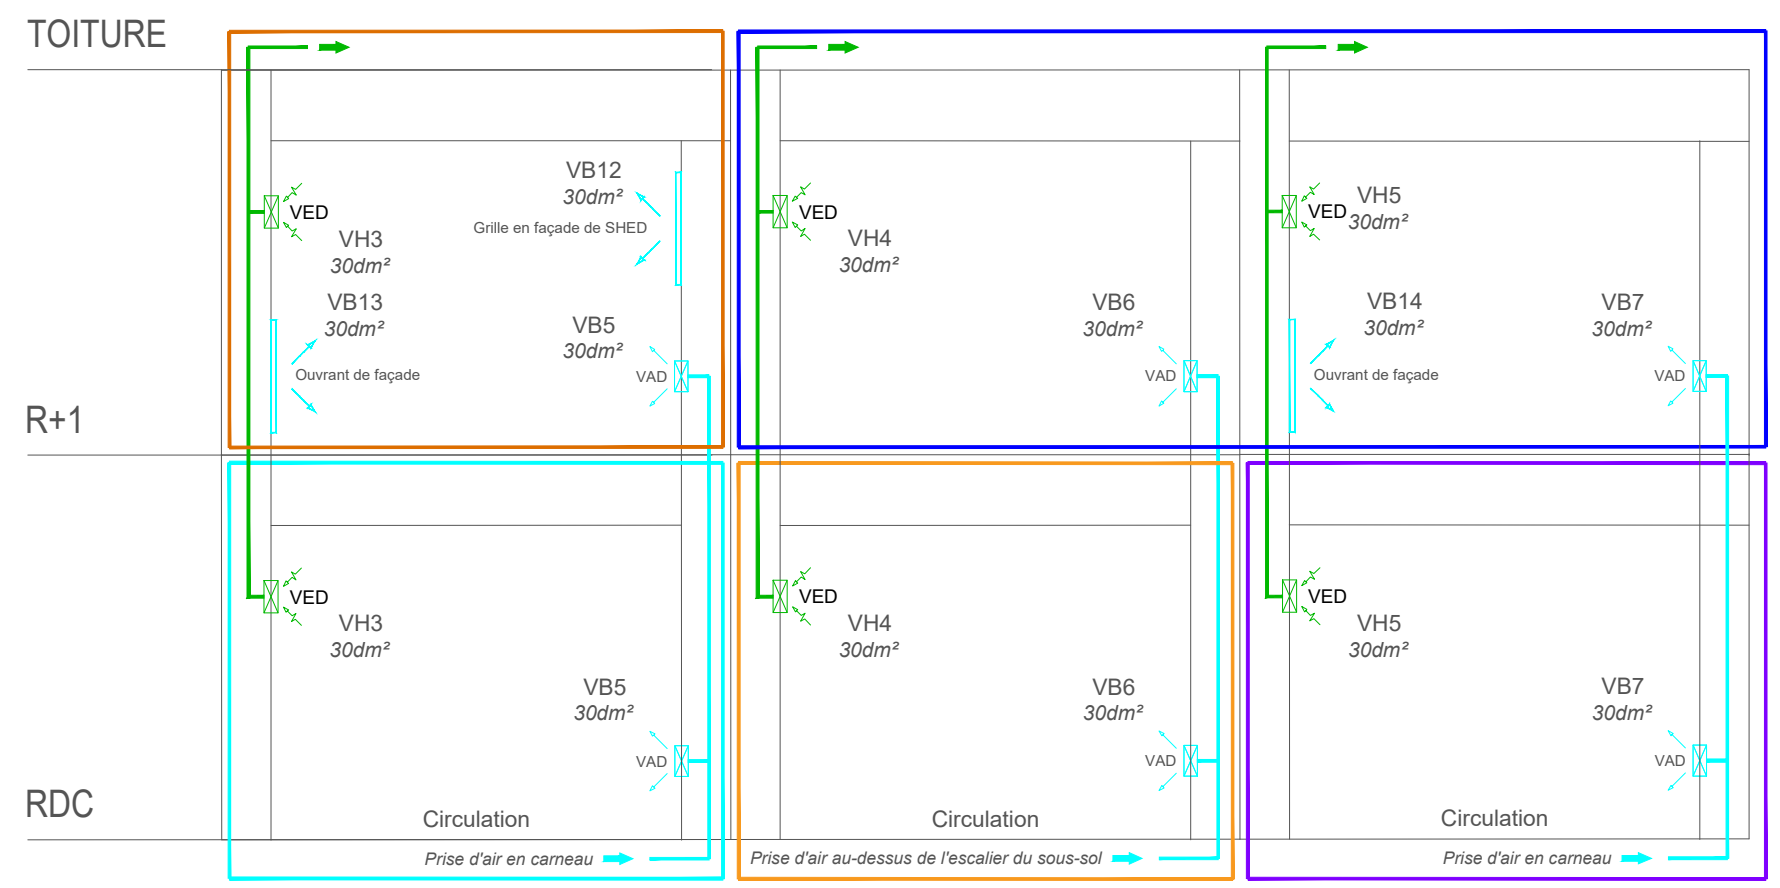 TOITURE
VB12
30dm²
Grille en façade de SHED
VED
VH3
30dm²
VB13
30dm²
Ouvrant de façade
VB5
30dm²
VAD
VED
VH4
30dm²
VB6
30dm²
VAD
VH5
VED 30dm²
VB14
30dm²
Ouvrant de façade
VB7
30dm²
VAD
R+1
VED
VH3
30dm²
VB5
30dm²
VAD
Circulation
Prise d'air en carneau
VED
VH4
30dm²
VB6
30dm²
VAD
Circulation
Prise d'air au-dessus de l'escalier du sous-sol
VED
VH5
30dm²
VB7
30dm²
VAD
Circulation
Prise d'air en carneau
RDC